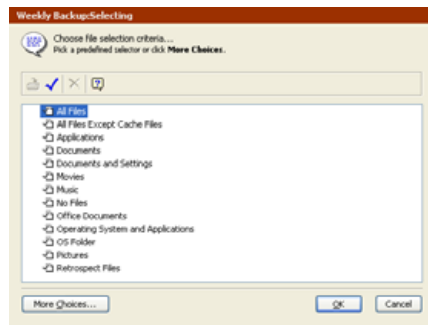 Weekly Backup:Selecting
Choose file selection criteria...
Pick a predefined selector or click More Choices.
All Files
All Files Except Cache Files
Applications
Documents
Documents and Settings
Movies
Music
No Files
Office Documents
Operating System and Applications
OS Folder
Pictures
Retrospect Files
More Choices...
OK
Cancel